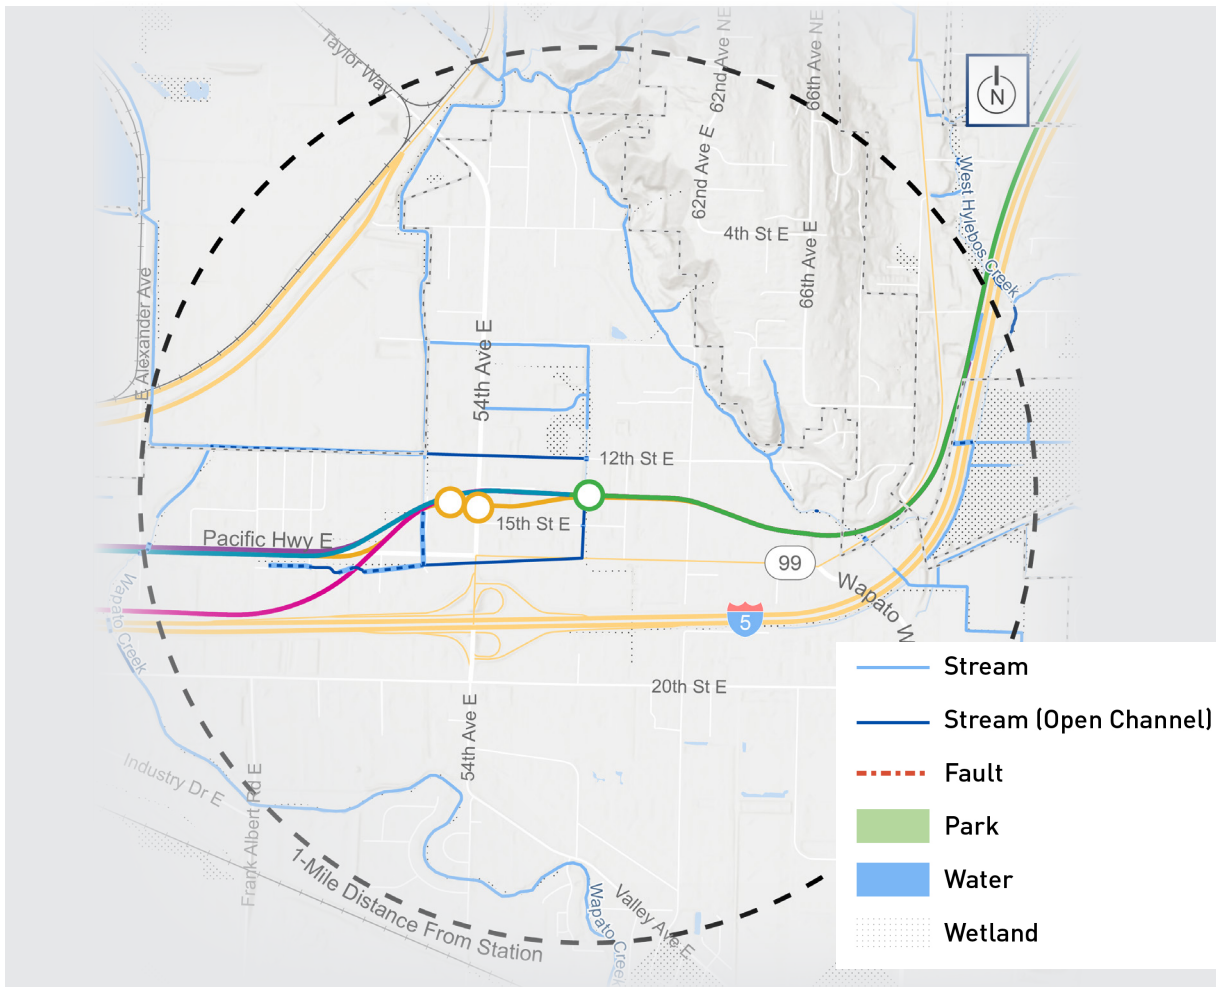 Taylor Way
62nd Ave NE
66th Ave NE
N
West Hylebos Creek
62nd Ave E
4th St E
66th Ave E
E Alexander Ave
54th Ave E
12th St E
15th St E
Pacific Hwy E
99
Wapato W
5
Wapato Creek
20th St E
54th Ave E
Industry Dr E
Frank Albert Rd E
1-Mile Distance From Station
Wapato Creek
Valley Ave E
Stream
Stream (Open Channel)
Fault
Park
Water
Wetland